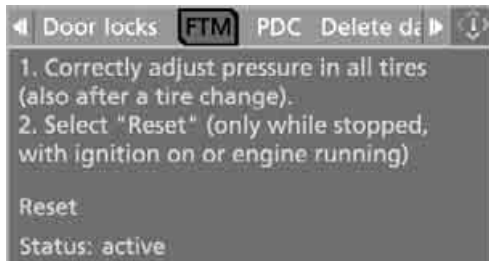 Door locks FTM PDC Delete da
1. Correctly adjust pressure in all tires
(also after a tire change).
2. Select "Reset" (only while stopped,
with ignition on or engine running)
Reset
Status: active